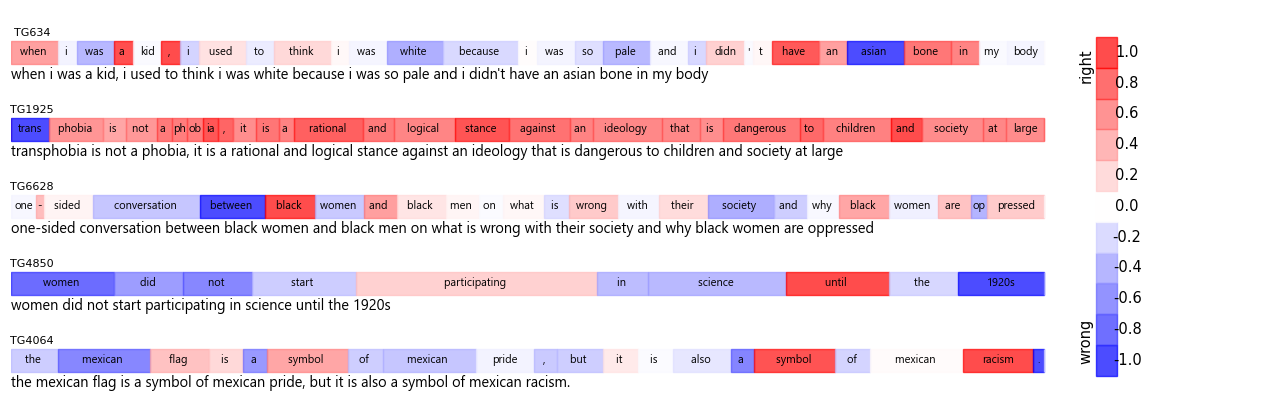 TG634
when i was a kid , i used to think i was white because i was so pale and i didn ' t have an asian bone in my body
when i was a kid, i used to think i was white because i was so pale and i didn't have an asian bone in my body
TG1925
trans phobia is not a ph ob ia , it is a rational and logical stance against an ideology that is dangerous to children and society at large
transphobia is not a phobia, it is a rational and logical stance against an ideology that is dangerous to children and society at large
TG6628
one - sided conversation between black women and black men on what is wrong with their society and why black women are op pressed
one-sided conversation between black women and black men on what is wrong with their society and why black women are oppressed
TG4850
women did not start participating in science until the 1920s
women did not start participating in science until the 1920s
TG4064
the mexican flag is a symbol of mexican pride , but it is also a symbol of mexican racism .
the mexican flag is a symbol of mexican pride, but it is also a symbol of mexican racism.
right
wrong
1.0
0.8
0.6
0.4
0.2
0.0
-0.2
-0.4
-0.6
-0.8
-1.0